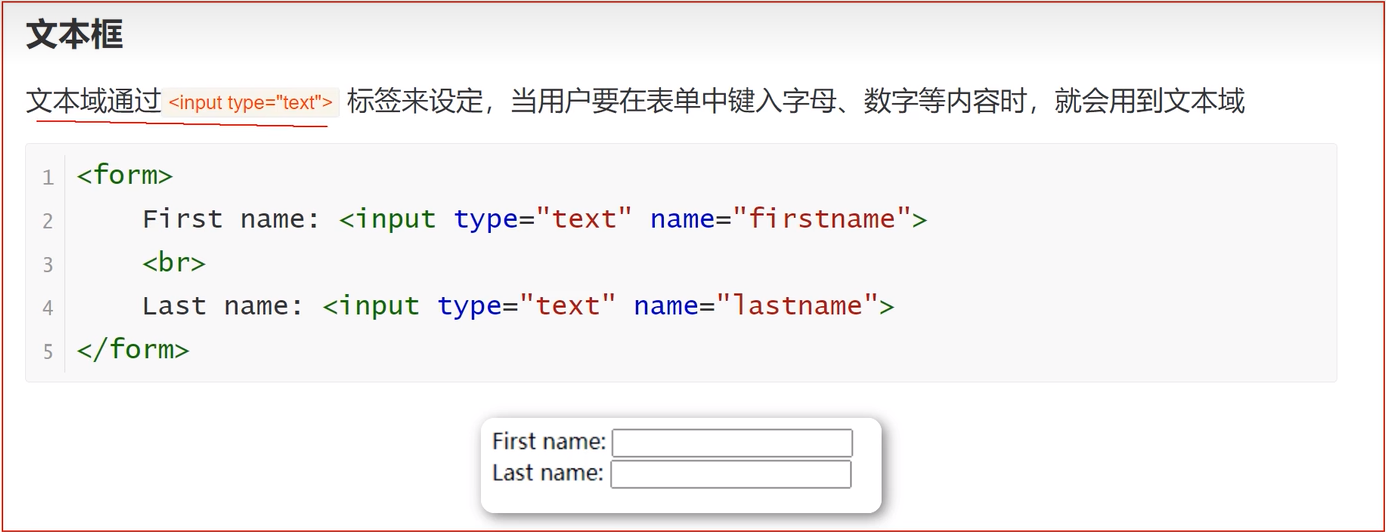 文本框
文本域通过 <input type="text"> 标签来设定，当用户要在表单中键入字母、数字等内容时，就会用到文本域
1 <form>
2     First name: <input type="text" name="firstname">
3     <br>
4     Last name: <input type="text" name="lastname">
5 </form>
First name:
Last name: